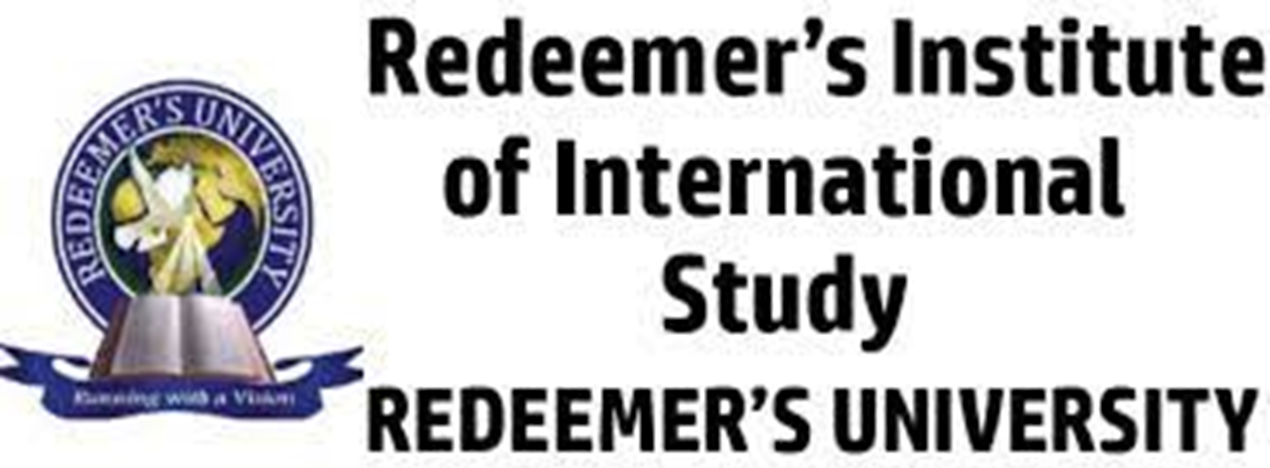 REDEEMER'S UNIVERSITY
Running with a Vision
Redeemer's Institute
of International
Study
REDEEMER'S UNIVERSITY